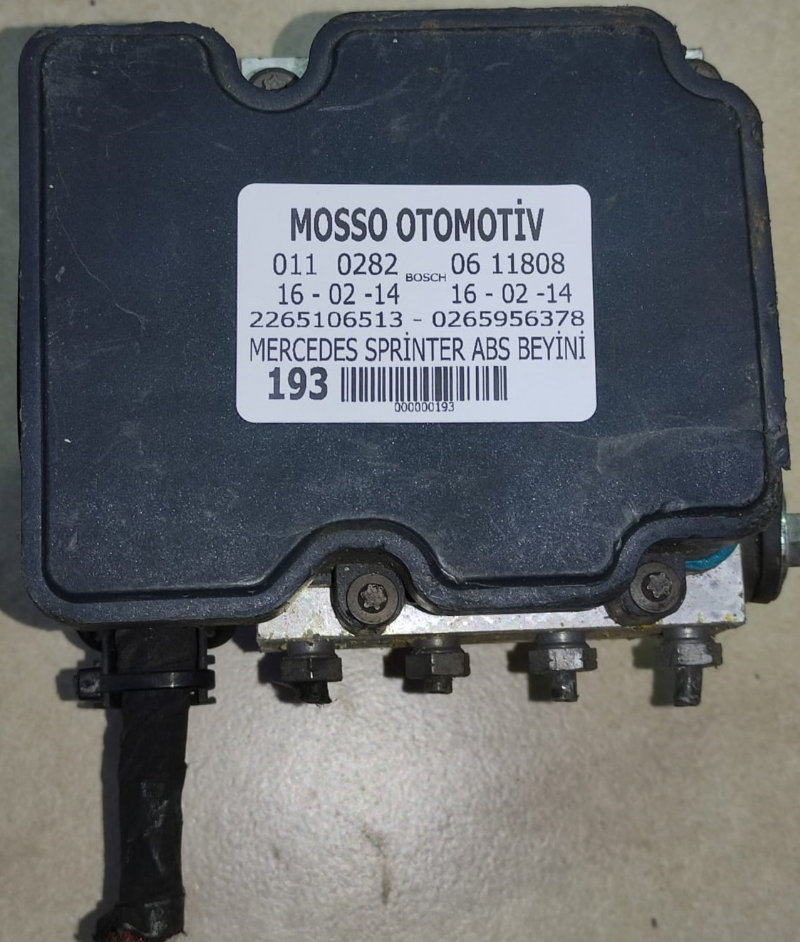 MOSSO OTOMOTİV
011 0282 BOSCH 06 11808
16 - 02 -14 16 - 02 -14
2265106513 - 0265956378
MERCEDES SPRİNTER ABS BEYİNİ
193
000000193